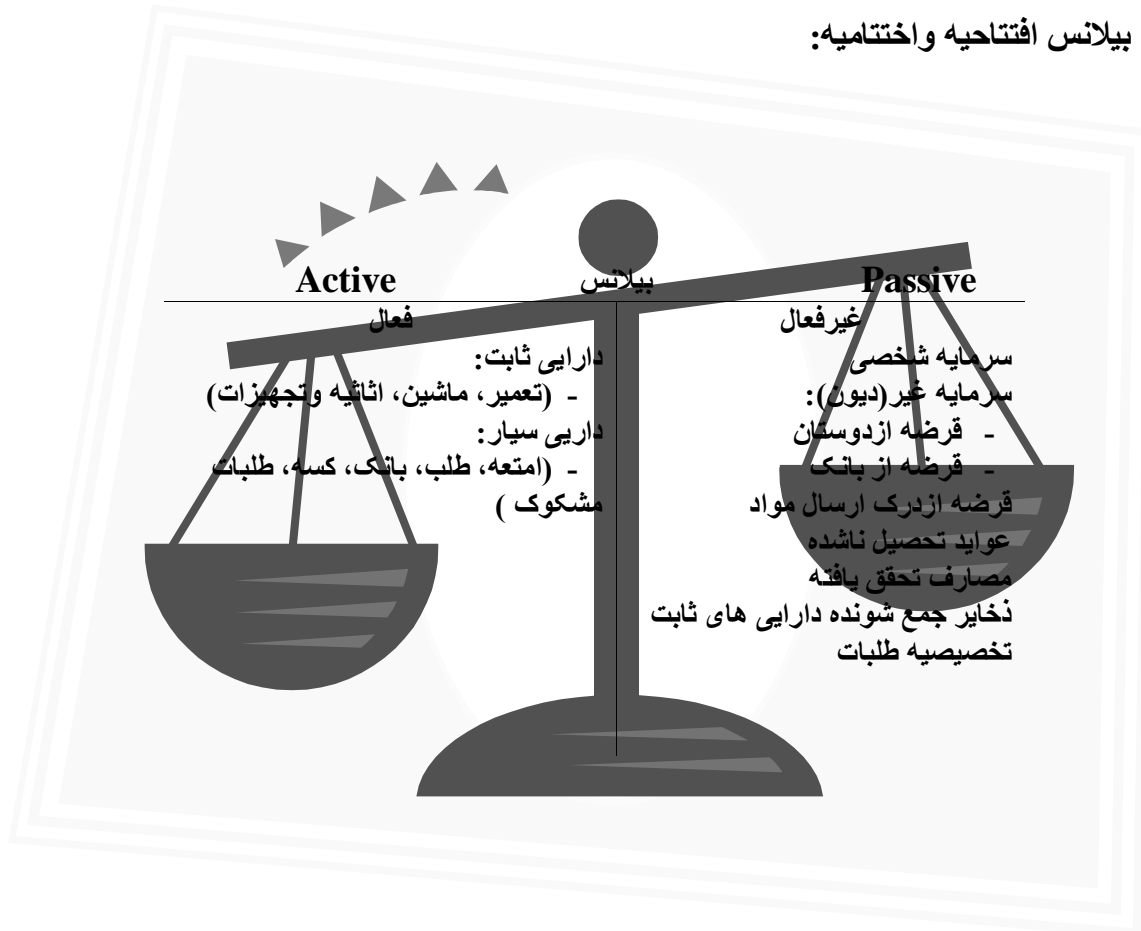 بیلانس افتتاحیه واختتامیه:
Active بیلانس Passive
فعال
دارایی ثابت:
- (تعمیر، ماشین، اثاثیه وتجهیزات)
داریی سیار:
- (امتعه، طلب، بانک، کسه، طلبات
مشکوک )
غیرفعال
سرمایه شخصی
سرمایه غیر(دیون):
- قرضه ازدوستان
- قرضه از بانک
قرضه ازدرک ارسال مواد
عواید تحصیل ناشده
مصارف تحقق یافته
ذخایر جمع شونده دارایی های ثابت
تخصیصیه طلبات